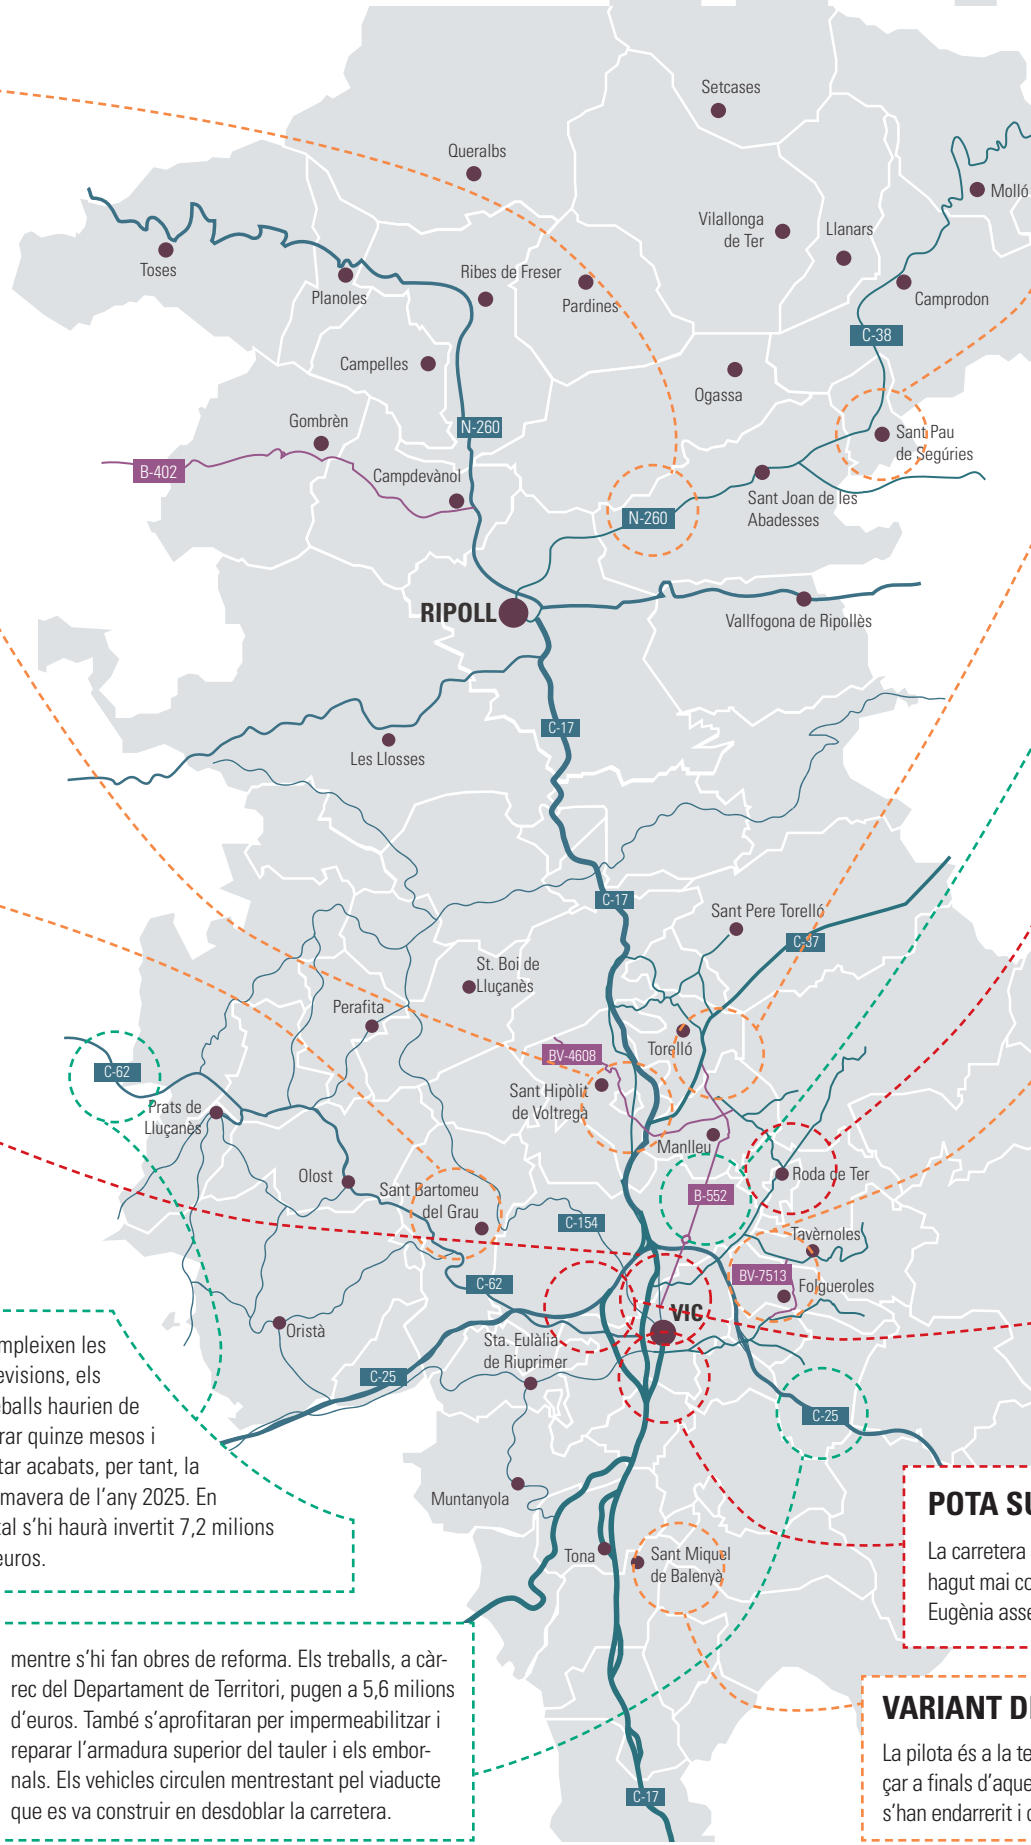 Setcases
Queralbs
Molló
Vilallonga
de Ter
Llanars
Toses
Planoles
Ribes de Freser
Pardines
Camprodon
C-38
Campelles
Ogassa
Gombrèn
N-260
Sant Pau
de Segúries
B-402
Campdevànol
Sant Joan de les
Abadesses
N-260
RIPOLL
Vallfogona de Ripollès
C-17
Les Llosses
C-17
Sant Pere Torelló
C-37
St. Boi de
Lluçanès
Perafita
Torelló
BV-4608
C-62
Sant Hipòlit
de Voltregà
Prats de
Lluçanès
Manlleu
Olost
Sant Bartomeu
del Grau
Roda de Ter
B-552
C-154
Tavèrnoles
BV-7513
Folgueroles
C-62
VIC
Oristà
Sta. Eulàlia
de Riuprimer
C-25
C-25
Muntanyola
Tona
Sant Miquel
de Balenyà
C-17
mpleixen les
evisions, els
eballs haurien de
rar quinze mesos i
tar acabats, per tant, la
mavera de l'any 2025. En
tal s'hi haurà invertit 7,2 milions
euros.
mentre s'hi fan obres de reforma. Els treballs, a càr-
rec del Departament de Territori, pugen a 5,6 milions
d'euros. També s'aprofitaran per impermeabilitzar i
reparar l'armadura superior del tauler i els embor-
nals. Els vehicles circulen mentrestant pel viaducte
que es va construir en desdoblar la carretera.
POTA SU
La carretera
hagut mai co
Eugènia asse
VARIANT DE
La pilota és a la te
çar a finals d'aque
s'han endarrerit i